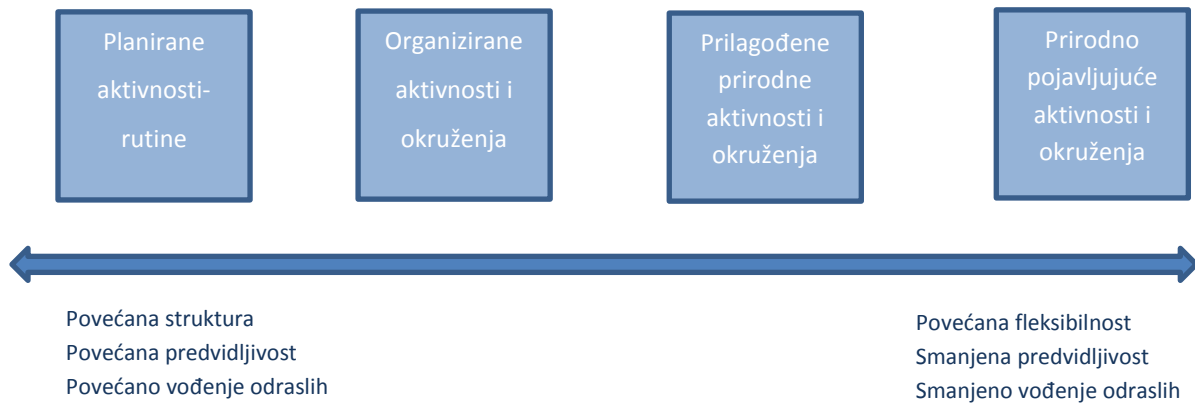 Planirane
aktivnosti-
rutine
Organizirane
aktivnosti i
okruženja
Prilagođene
prirodne
aktivnosti i
okruženja
Prirodno
pojavljujuće
aktivnosti i
okruženja
Povećana struktura
Povećana predvidljivost
Povećano vođenje odraslih
Povećana fleksibilnost
Smanjena predvidljivost
Smanjeno vođenje odraslih